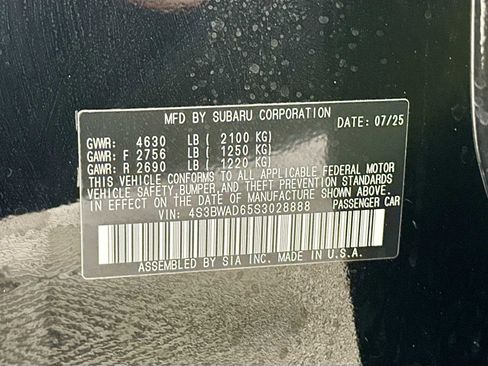 MFD BY SUBARU CORPORATION
DATE: 07/25
GVWR: 4630 LB ( 2100 KG)
GAWR: F 2756 LB ( 1250 KG)
GAWR: R 2690 LB ( 1220 KG)
THIS VEHICLE CONFORMS TO ALL APPLICABLE FEDERAL MOTOR
VEHICLE SAFETY,BUMPER,AND THEFT PREVENTION STANDARDS
IN EFFECT ON THE DATE OF MANUFACTURE SHOWN ABOVE.
VIN: 4S3BWAD65S3028888 PASSENGER CAR
ASSEMBLED BY SIA INC. MADE IN U.S.A.